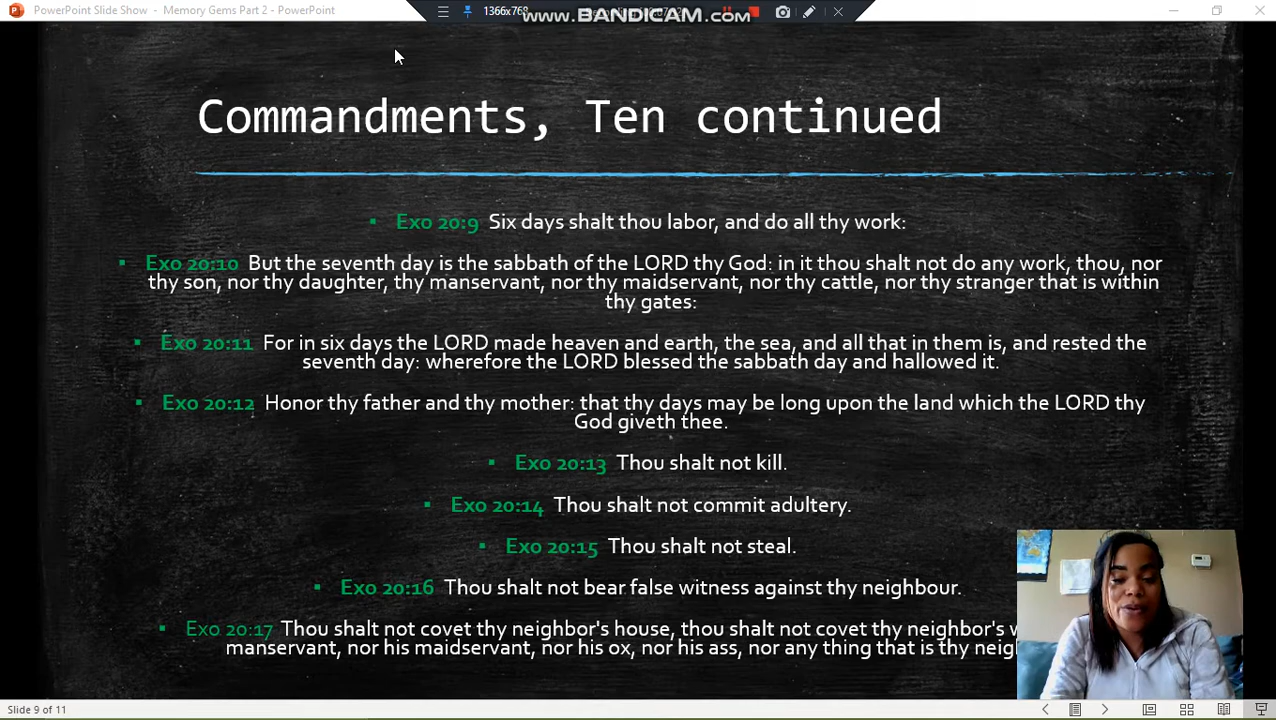 PowerPoint Slide Show - Memory Gems Part 2 - PowerPoint
1366x768
www.BANDICAM.com
Commandments, Ten continued
Exo 20:9 Six days shalt thou labor, and do all thy work:
Exo 20:10 But the seventh day is the sabbath of the LORD thy God: in it thou shalt not do any work, thou, nor
thy son, nor thy daughter, thy manservant, nor thy maidservant, nor thy cattle, nor thy stranger that is within
thy gates:
Exo 20:11 For in six days the LORD made heaven and earth, the sea, and all that in them is, and rested the
seventh day: wherefore the LORD blessed the sabbath day and hallowed it.
Exo 20:12 Honor thy father and thy mother: that thy days may be long upon the land which the LORD thy
God giveth thee.
Exo 20:13 Thou shalt not kill.
Exo 20:14 Thou shalt not commit adultery.
Exo 20:15 Thou shalt not steal.
Exo 20:16 Thou shalt not bear false witness against thy neighbour.
Exo 20:17 Thou shalt not covet thy neighbor's house, thou shalt not covet thy neighbor's
manservant, nor his maidservant, nor his ox, nor his ass, nor any thing that is thy
Slide 9 of 11